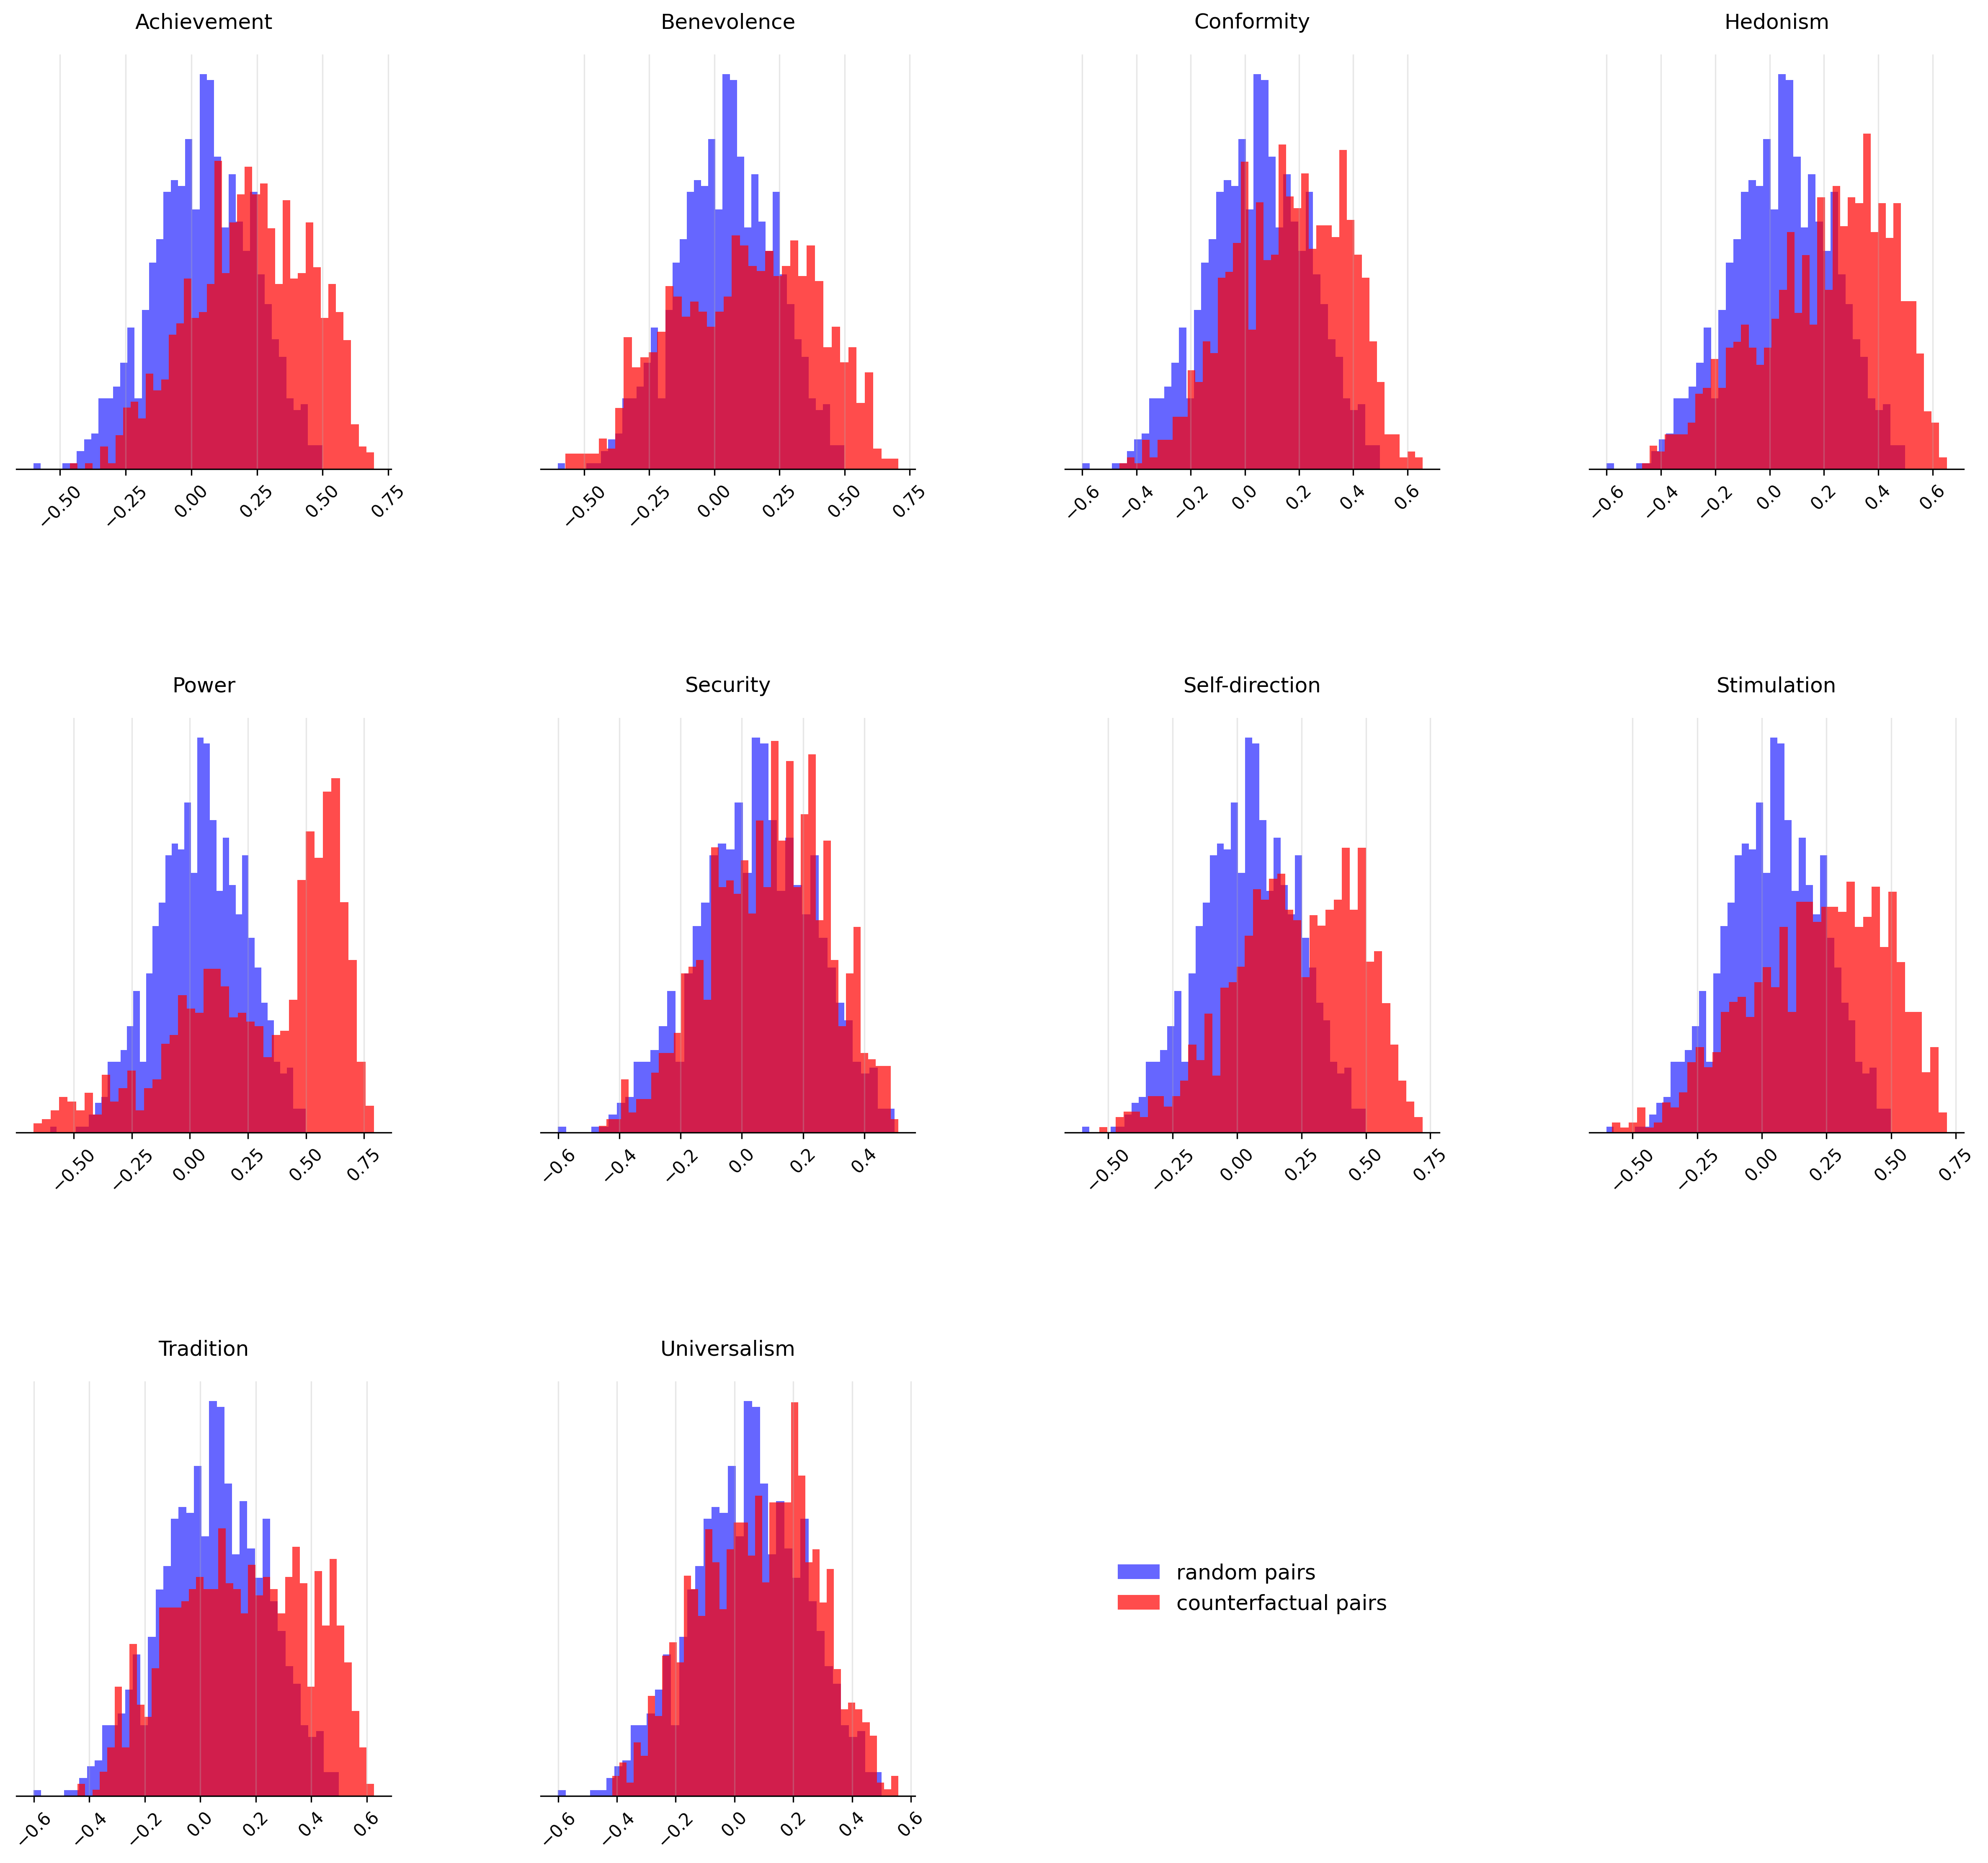 Achievement Benevolence Conformity Hedonism
−0.50 −0.25 0.00 0.25 0.50 0.75
−0.50 −0.25 0.00 0.25 0.50 0.75
−0.6 −0.4 −0.2 0.0 0.2 0.4 0.6
−0.6 −0.4 −0.2 0.0 0.2 0.4 0.6
Power Security Self-direction Stimulation
−0.50 −0.25 0.00 0.25 0.50 0.75
−0.6 −0.4 −0.2 0.0 0.2 0.4
−0.50 −0.25 0.00 0.25 0.50 0.75
−0.50 −0.25 0.00 0.25 0.50 0.75
Tradition Universalism
−0.6 −0.4 −0.2 0.0 0.2 0.4 0.6
−0.6 −0.4 −0.2 0.0 0.2 0.4 0.6
random pairs
counterfactual pairs